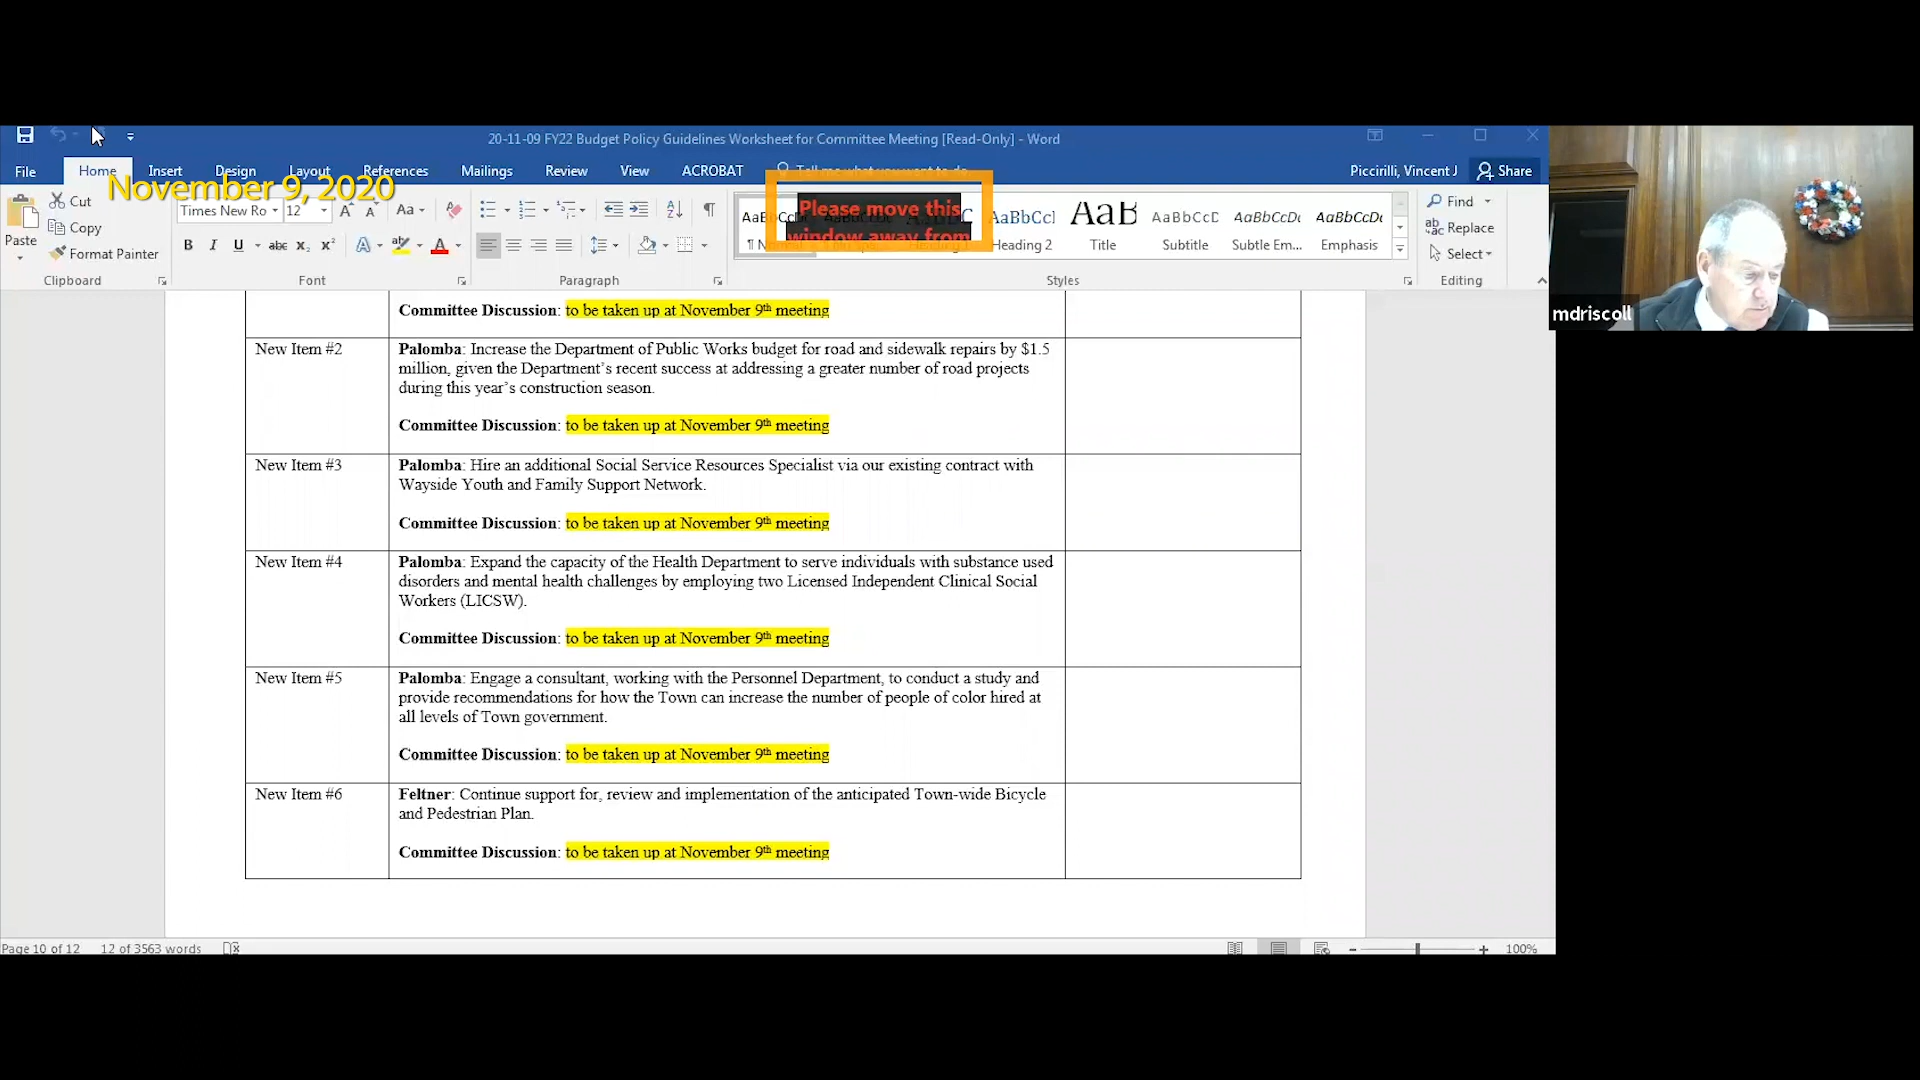 20-11-09 FY22 Budget Policy Guidelines Worksheet for Committee Meeting [Read-Only] - Word
File Home Insert Design Layout References Mailings Review View ACROBAT Tell me what you want to do
Piccirilli, Vincent J Share
November 9, 2020
Paste
Cut
Copy
Format Painter
Clipboard
Times New Ro 12
Font
Paragraph
Please move this
window away from
Heading 1
Heading 2
Title
Subtitle
Subtle Em...
Emphasis
Styles
Find
Replace
Select
Editing
mdriscoll
Committee Discussion: to be taken up at November 9th meeting
New Item #2
Palomba: Increase the Department of Public Works budget for road and sidewalk repairs by $1.5
million, given the Department’s recent success at addressing a greater number of road projects
during this year’s construction season.
Committee Discussion: to be taken up at November 9th meeting
New Item #3
Palomba: Hire an additional Social Service Resources Specialist via our existing contract with
Wayside Youth and Family Support Network.
Committee Discussion: to be taken up at November 9th meeting
New Item #4
Palomba: Expand the capacity of the Health Department to serve individuals with substance used
disorders and mental health challenges by employing two Licensed Independent Clinical Social
Workers (LICSW).
Committee Discussion: to be taken up at November 9th meeting
New Item #5
Palomba: Engage a consultant, working with the Personnel Department, to conduct a study and
provide recommendations for how the Town can increase the number of people of color hired at
all levels of Town government.
Committee Discussion: to be taken up at November 9th meeting
New Item #6
Feltner: Continue support for, review and implementation of the anticipated Town-wide Bicycle
and Pedestrian Plan.
Committee Discussion: to be taken up at November 9th meeting
Page 10 of 12 12 of 3563 words
100%